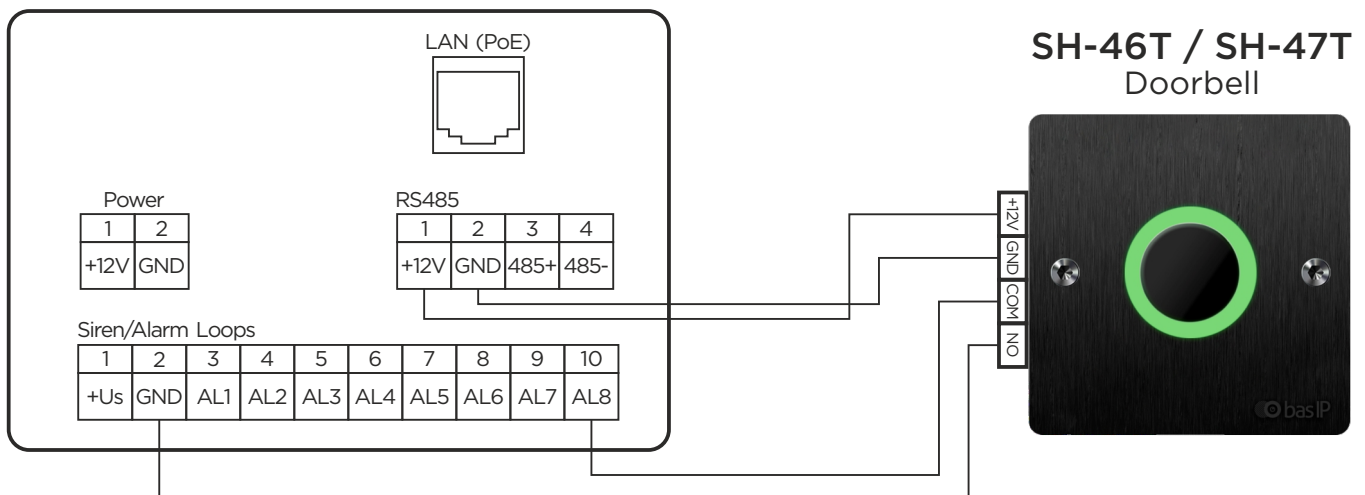 LAN (PoE)
SH-46T / SH-47T
Doorbell
Power
1 2
+12V GND
RS485
1 2 3 4
+12V GND 485+ 485-
+12V
GND
COM
NO
Siren/Alarm Loops
1 2 3 4 5 6 7 8 9 10
+Us GND AL1 AL2 AL3 AL4 AL5 AL6 AL7 AL8
bas IP